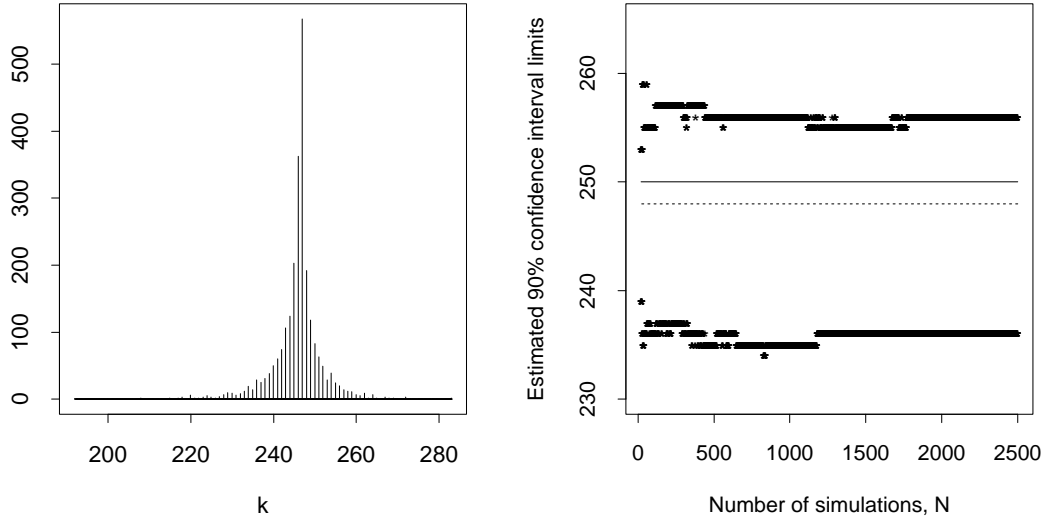 500
400
300
200
100
0
200 220 240 260 280
k
Estimated 90% confidence interval limits
260
250
240
230
0 500 1000 1500 2000 2500
Number of simulations, N